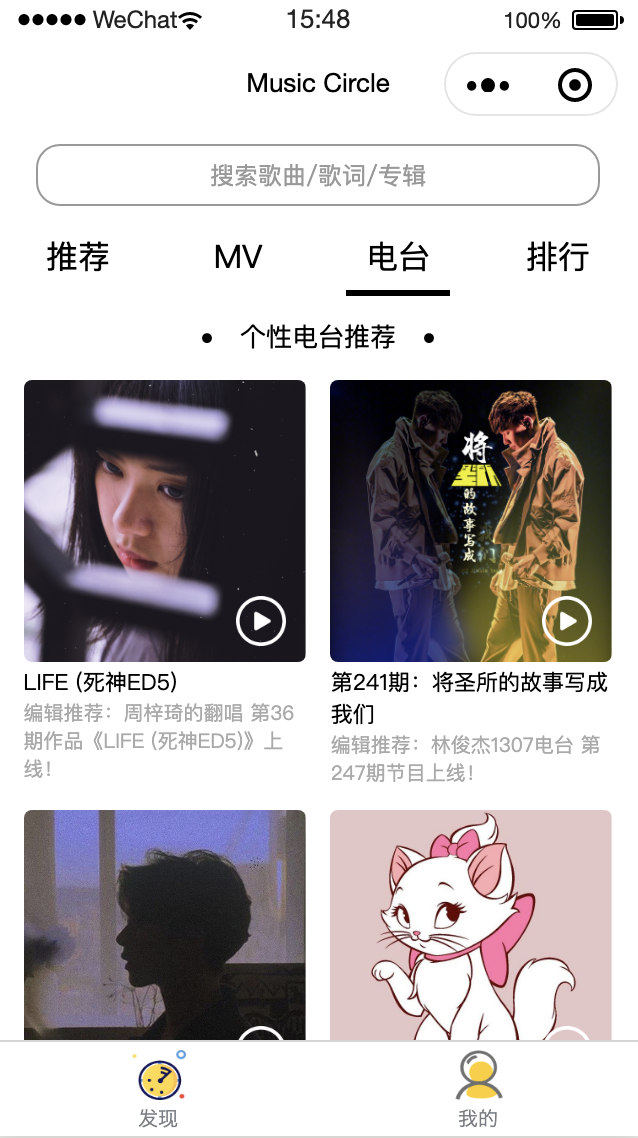 WeChat 15:48 100%
Music Circle
搜索歌曲/歌词/专辑
推荐 MV 电台 排行
• 个性电台推荐 •
将
圣所
的故事写成
我们
LIFE (死神ED5)
编辑推荐：周梓琦的翻唱 第36
期作品《LIFE (死神ED5)》上
线！
第241期：将圣所的故事写成
我们
编辑推荐：林俊杰1307电台 第
247期节目上线！
发现 我的